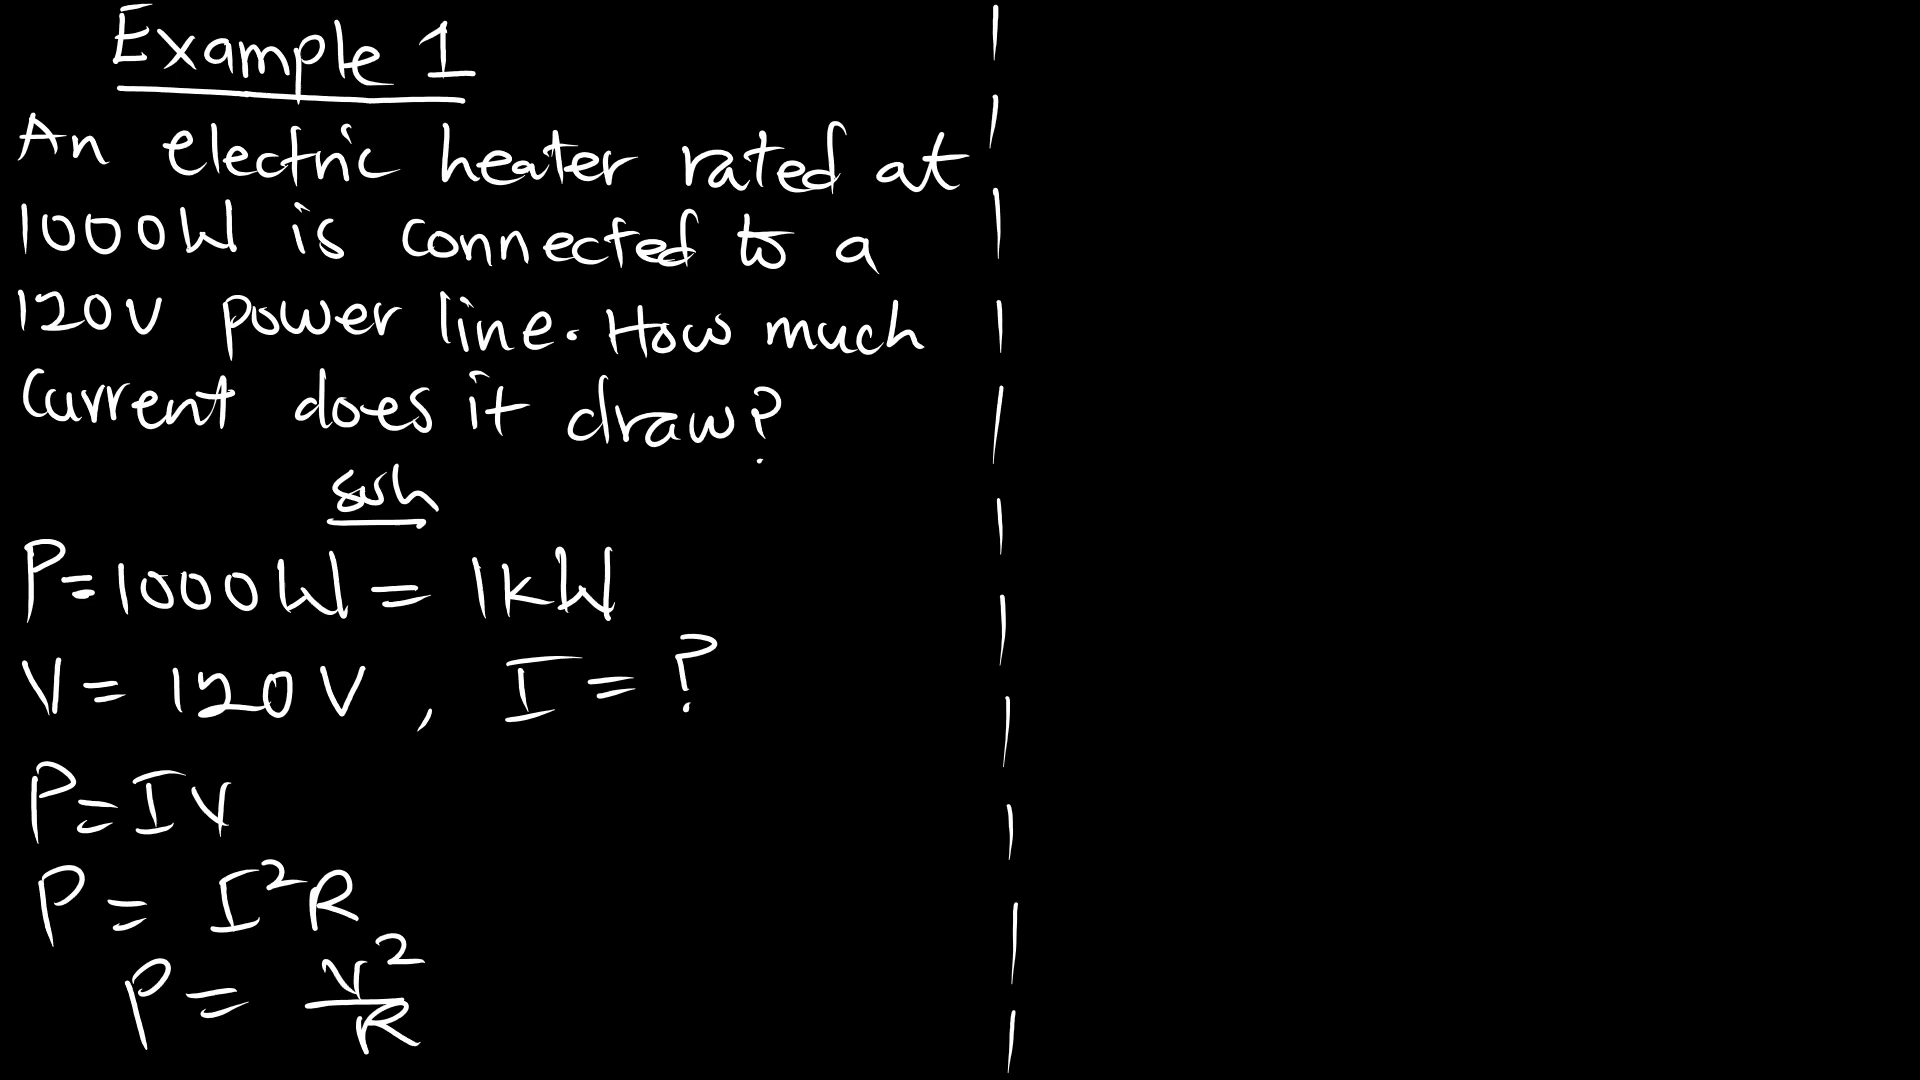 Example 1
An electric heater rated at
1000W is connected to a
120V power line. How much
Current does it draw?
soln
P=1000W = 1kW
V= 120V , I = ?
P=IV
P= I²R
P= V²/R